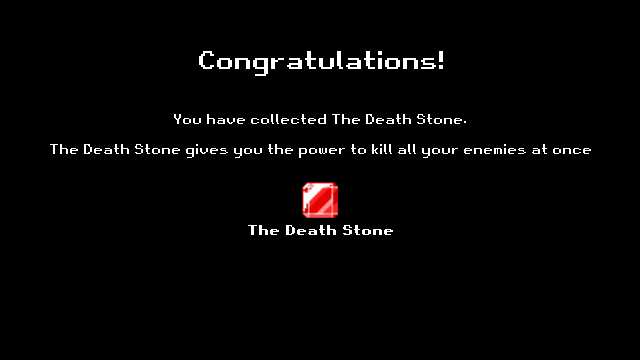 Congratulations!
You have collected The Death Stone.
The Death Stone gives you the power to kill all your enemies at once
The Death Stone